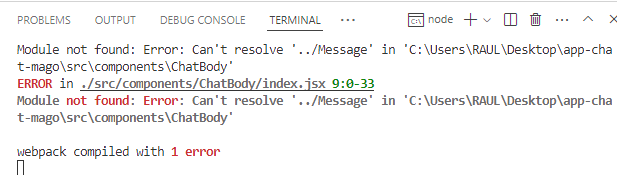 PROBLEMS OUTPUT DEBUG CONSOLE TERMINAL ... node
Module not found: Error: Can't resolve '../Message' in 'C:\Users\RAUL\Desktop\app-cha
t-mago\src\components\ChatBody'
ERROR in ./src/components/ChatBody/index.jsx 9:0-33
Module not found: Error: Can't resolve '../Message' in 'C:\Users\RAUL\Desktop\app-cha
t-mago\src\components\ChatBody'
webpack compiled with 1 error